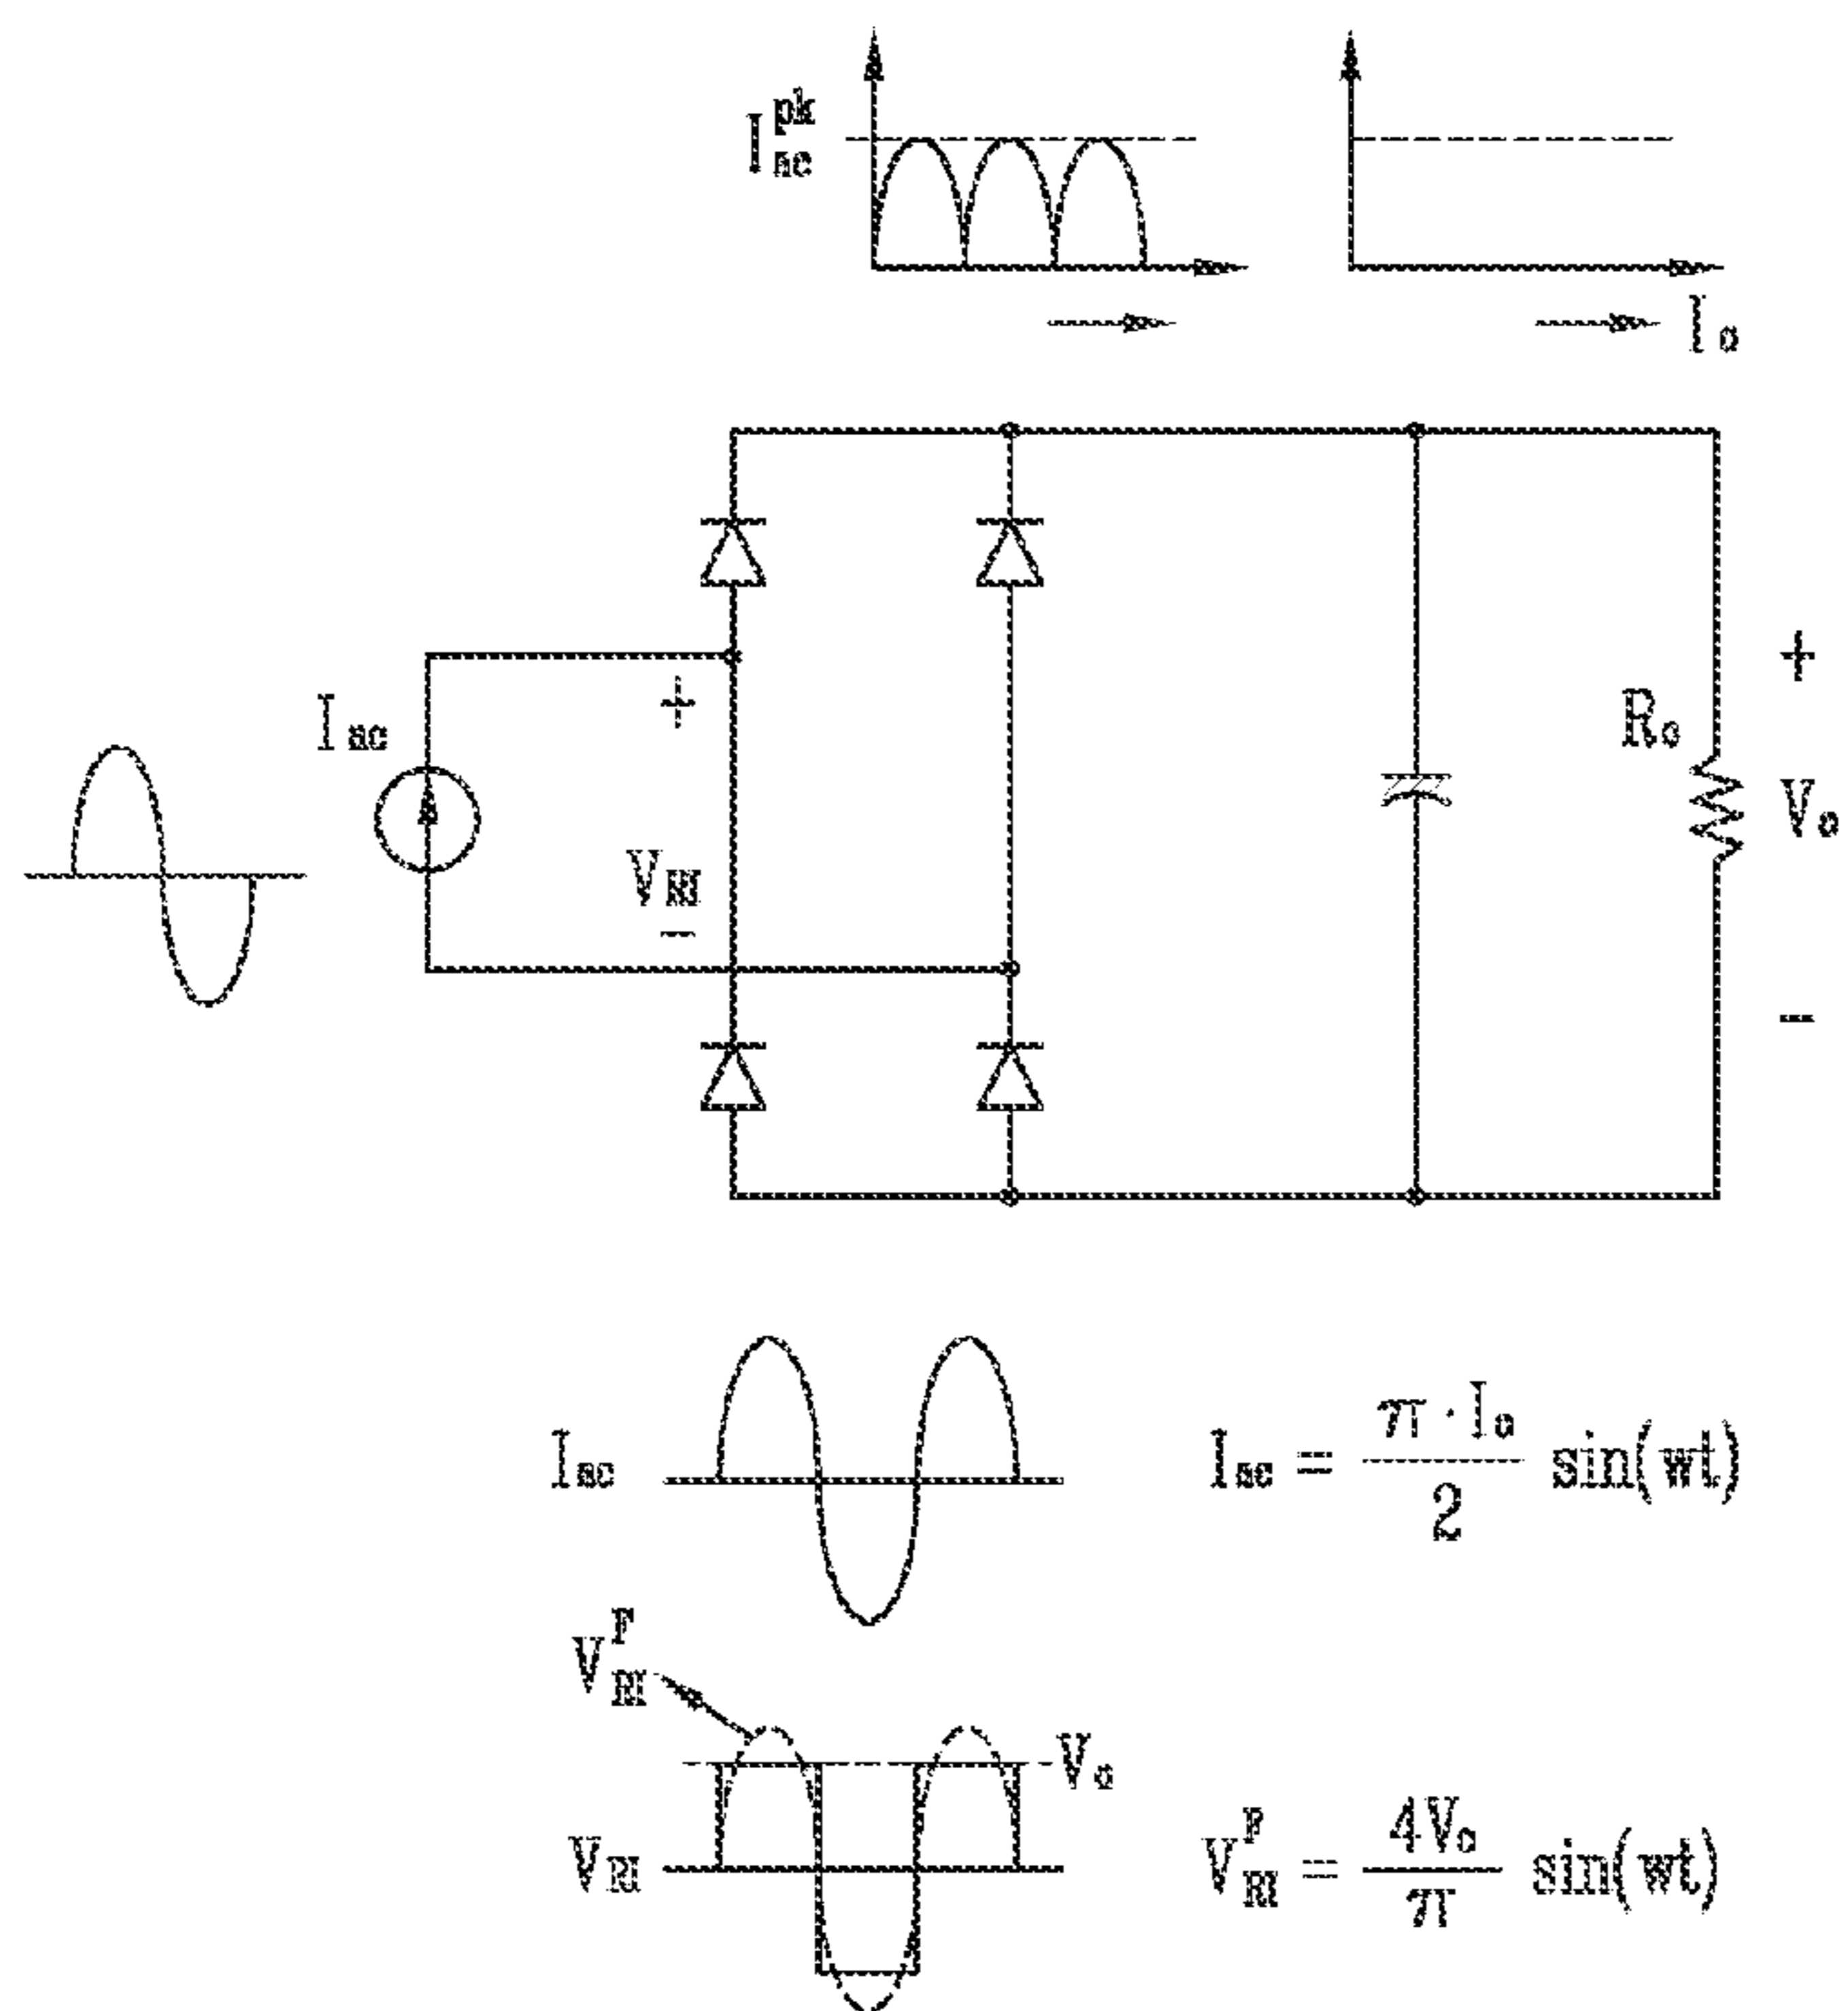 I_ac^pk
I_o
I_ac
+
V_RI
−
R_o
+
V_o
−
I_ac
I_ac = π · I_o / 2 sin(wt)
V_RI^F
V_o
V_RI
V_RI^F = 4V_o / π sin(wt)